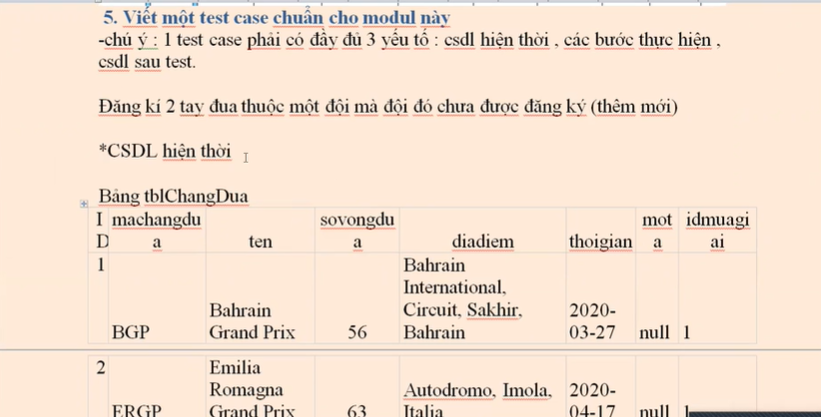 5. Viết một test case chuẩn cho modul này
-chú ý : 1 test case phải có đầy đủ 3 yếu tố : csdl hiện thời , các bước thực hiện ,
csdl sau test.
Đăng kí 2 tay đua thuộc một đội mà đội đó chưa được đăng ký (thêm mới)
*CSDL hiện thời
Bảng tblChangDua
I machangdu sovongdu mot idmuagi
D a ten a diadiem thoigian a ai
1 Bahrain
International,
Bahrain Circuit, Sakhir, 2020-
BGP Grand Prix 56 Bahrain 03-27 null 1
2 Emilia
Romagna Autodromo, Imola, 2020-
ERGP Grand Prix 63 Italia 04-17 null 1